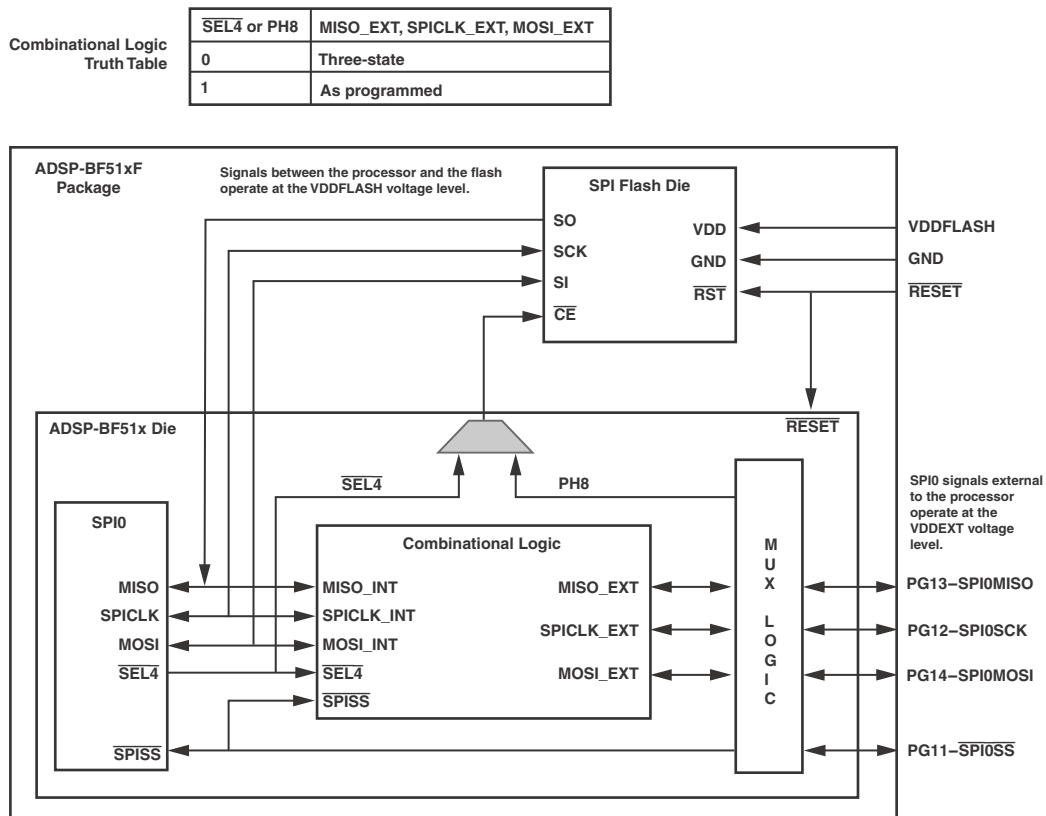 Combinational Logic
Truth Table
SEL4 or PH8
MISO_EXT, SPICLK_EXT, MOSI_EXT
0
Three-state
1
As programmed
ADSP-BF51xF
Package
Signals between the processor and the flash
operate at the VDDFLASH voltage level.
SPI Flash Die
SO
SCK
SI
CE
VDD
GND
RST
VDDFLASH
GND
RESET
RESET
ADSP-BF51x Die
SEL4
PH8
SPI0
MISO
SPICLK
MOSI
SEL4
SPISS
Combinational Logic
MISO_INT
SPICLK_INT
MOSI_INT
SEL4
SPISS
MISO_EXT
SPICLK_EXT
MOSI_EXT
MUX LOGIC
SPI0 signals external
to the processor
operate at the
VDDEXT voltage
level.
PG13–SPI0MISO
PG12–SPI0SCK
PG14–SPI0MOSI
PG11–SPI0SS